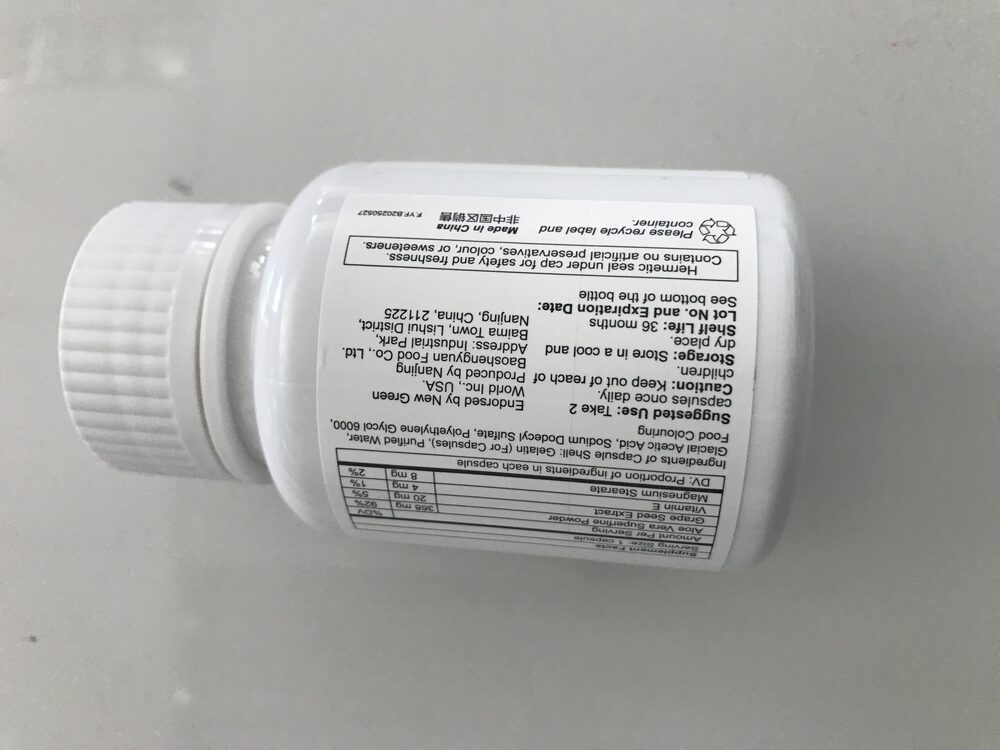 Supplement Facts
Serving Size: 1 capsule
Amount Per Serving %DV
Aloe Vera Superfine Powder 368 mg 92%
Grape Seed Extract 20 mg 5%
Vitamin E 4 mg 1%
Magnesium Stearate 8 mg 2%
DV: Proportion of ingredients in each capsule
Ingredients of Capsule Shell: Gelatin (For Capsules), Purified Water,
Glacial Acetic Acid, Sodium Dodecyl Sulfate, Polyethylene Glycol 6000,
Food Colouring
Suggested Use: Take 2
capsules once daily.
Caution: Keep out of reach of
children.
Storage: Store in a cool and
dry place.
Shelf Life: 36 months
Lot No. and Expiration Date:
See bottom of the bottle
Endorsed by New Green
World Inc., USA.
Produced by Nanjing
Baoshengyuan Food Co., Ltd.
Address: Industrial Park,
Baima Town, Lishui District,
Nanjing, China, 211225
Hermetic seal under cap for safety and freshness.
Contains no artificial preservatives, colour, or sweeteners.
Please recycle label and
container.
Made in China
非中国区销售
F.YF.B20250527